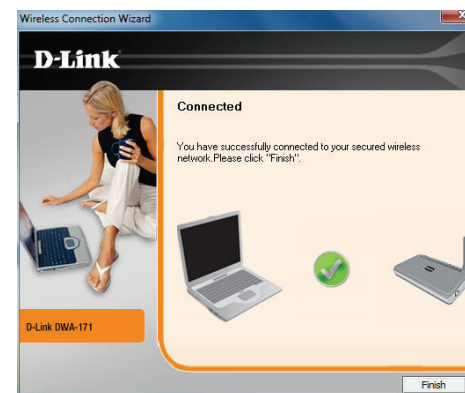 Wireless Connection Wizard
D-Link
Connected
You have successfully connected to your secured wireless
network.Please click "Finish".
D-Link DWA-171
Finish